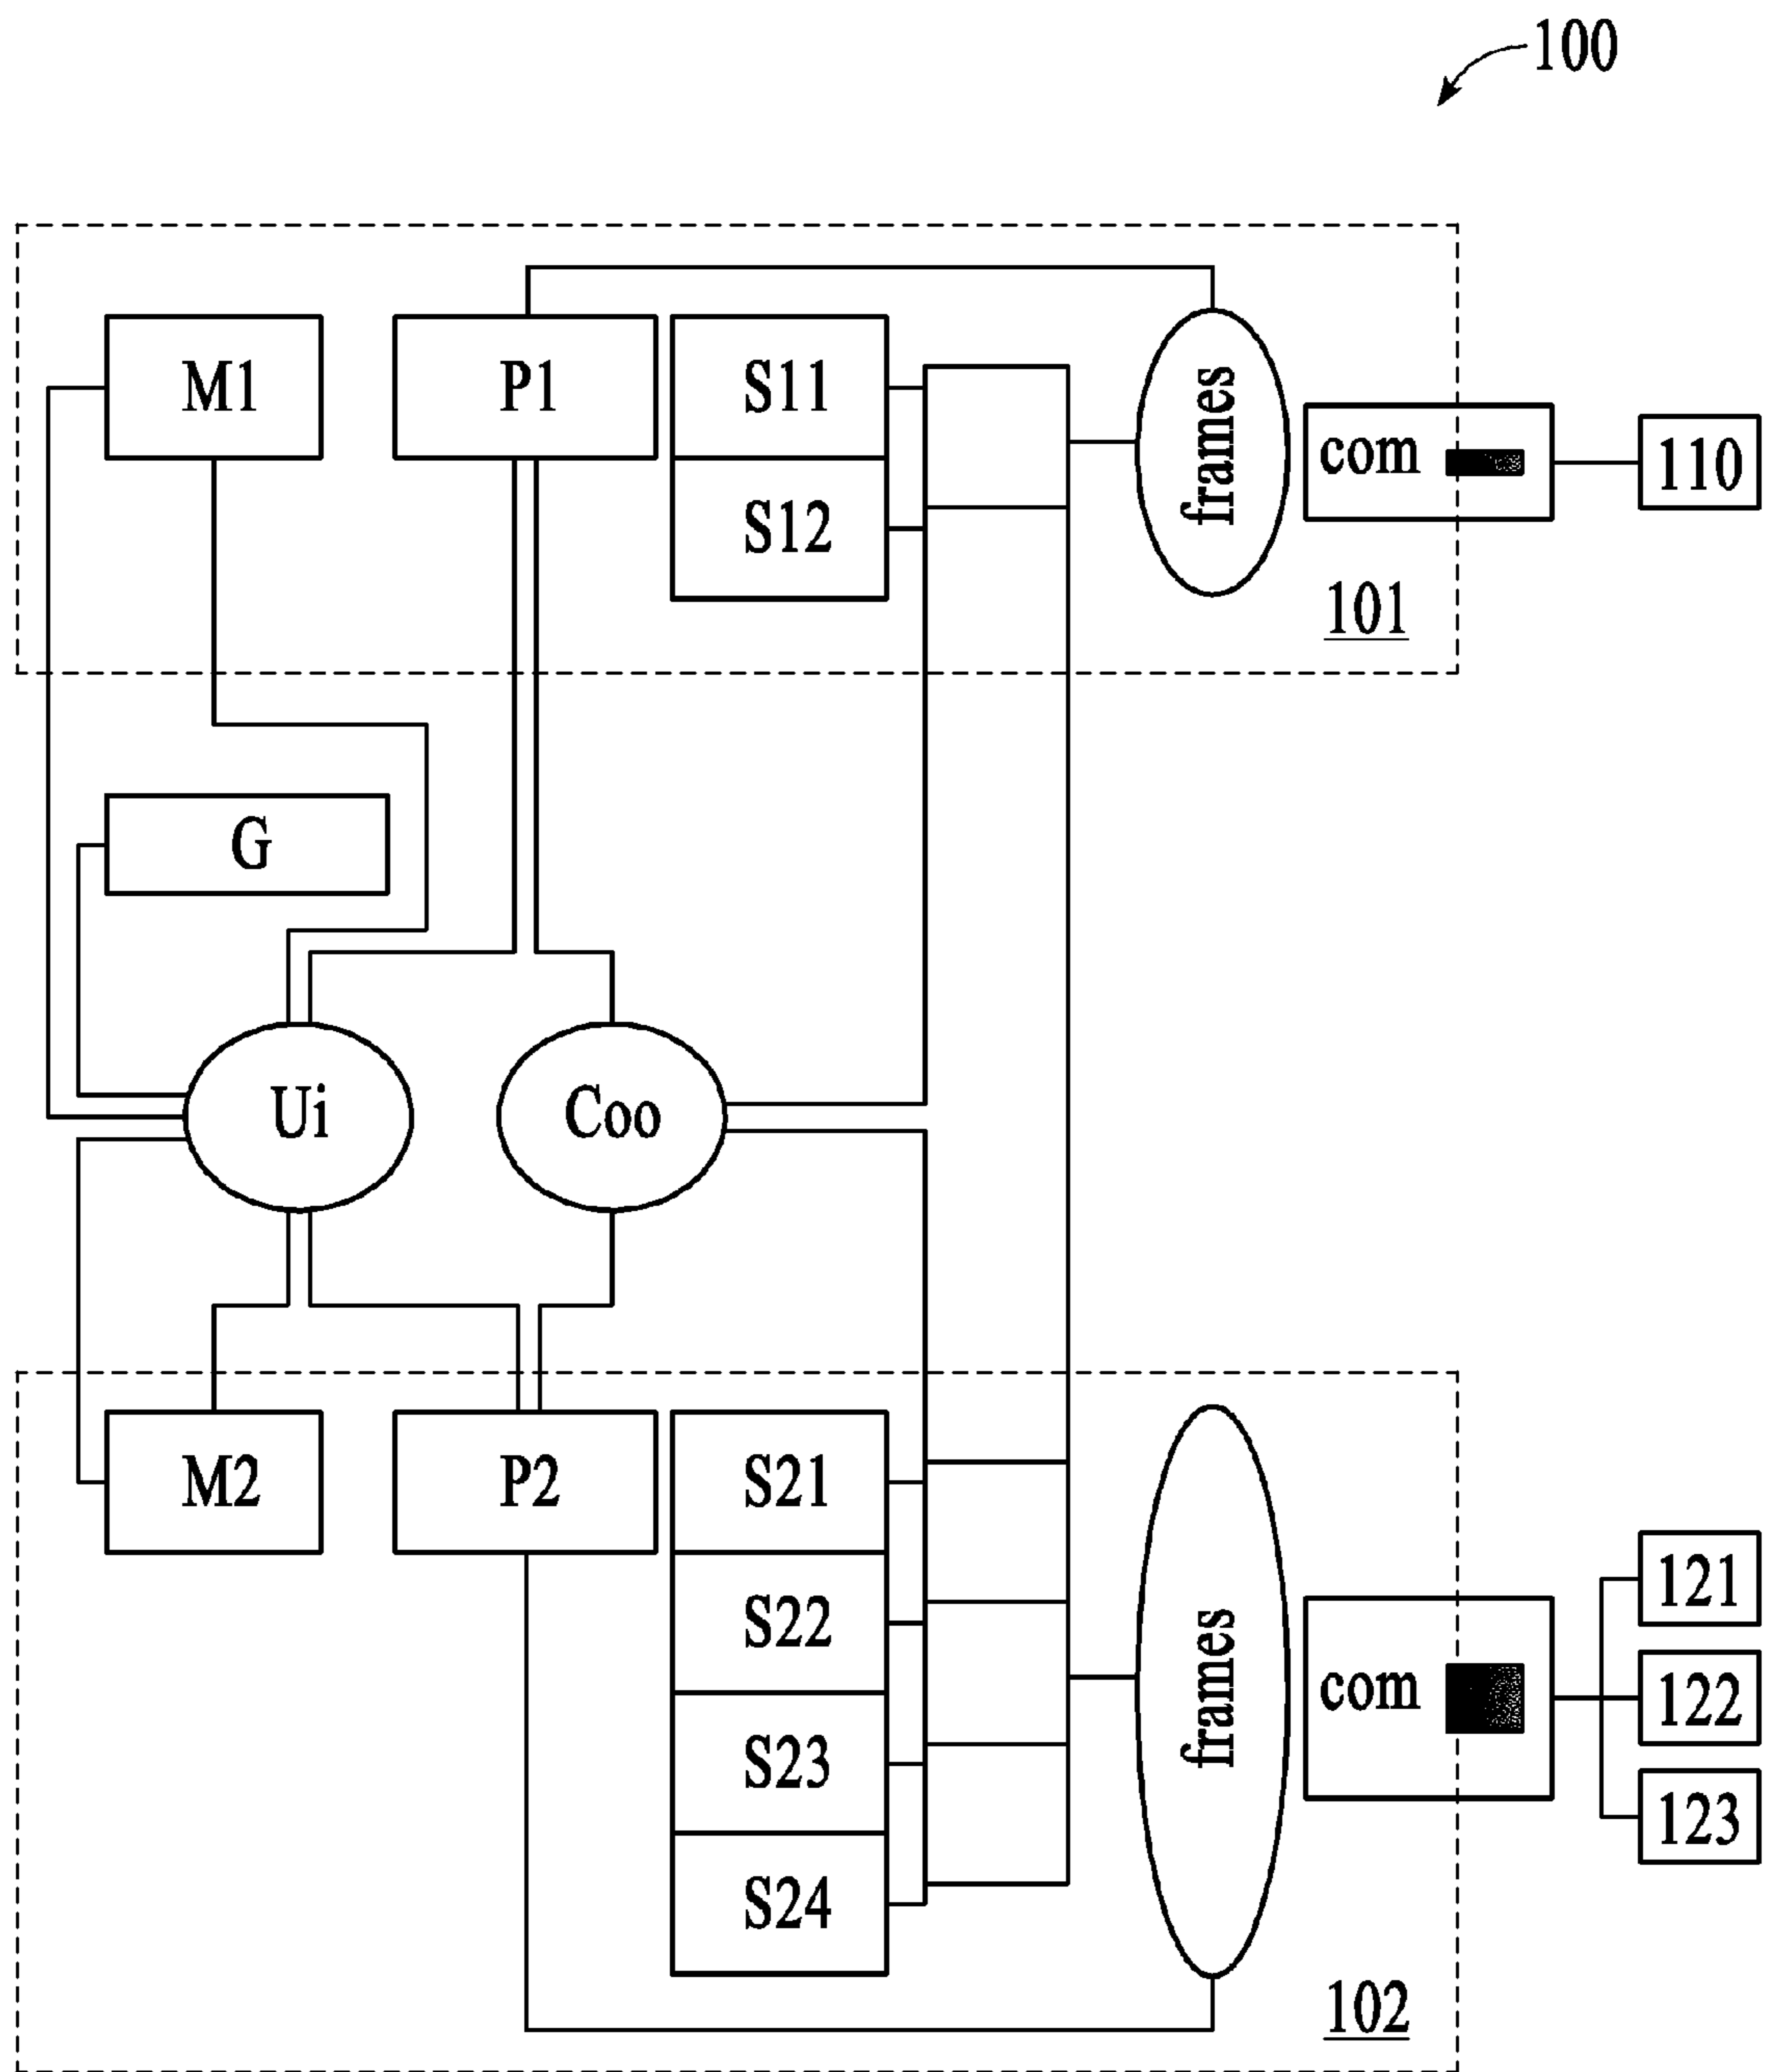 100
M1
P1
S11
S12
frames
com
110
101
G
Ui
Coo
M2
P2
S21
S22
S23
S24
frames
com
121
122
123
102